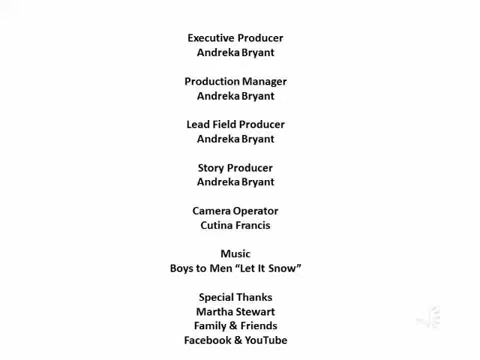 Executive Producer
Andreka Bryant
Production Manager
Andreka Bryant
Lead Field Producer
Andreka Bryant
Story Producer
Andreka Bryant
Camera Operator
Cutina Francis
Music
Boys to Men “Let It Snow”
Special Thanks
Martha Stewart
Family & Friends
Facebook & YouTube